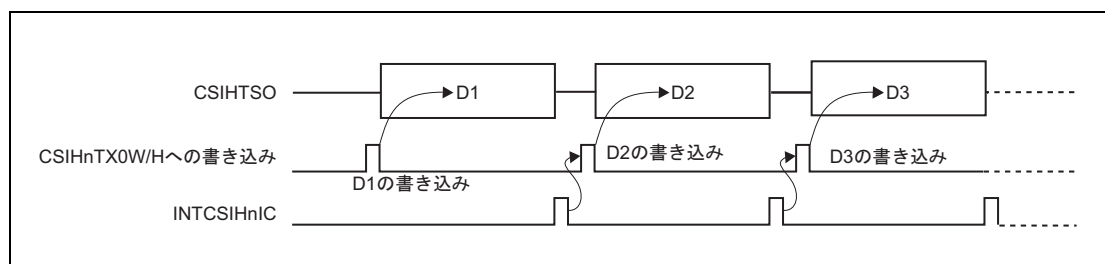 CSIHTSO
D1
D2
D3
CSIHnTX0W/Hへの書き込み
D1の書き込み
D2の書き込み
D3の書き込み
INTCSIHnIC